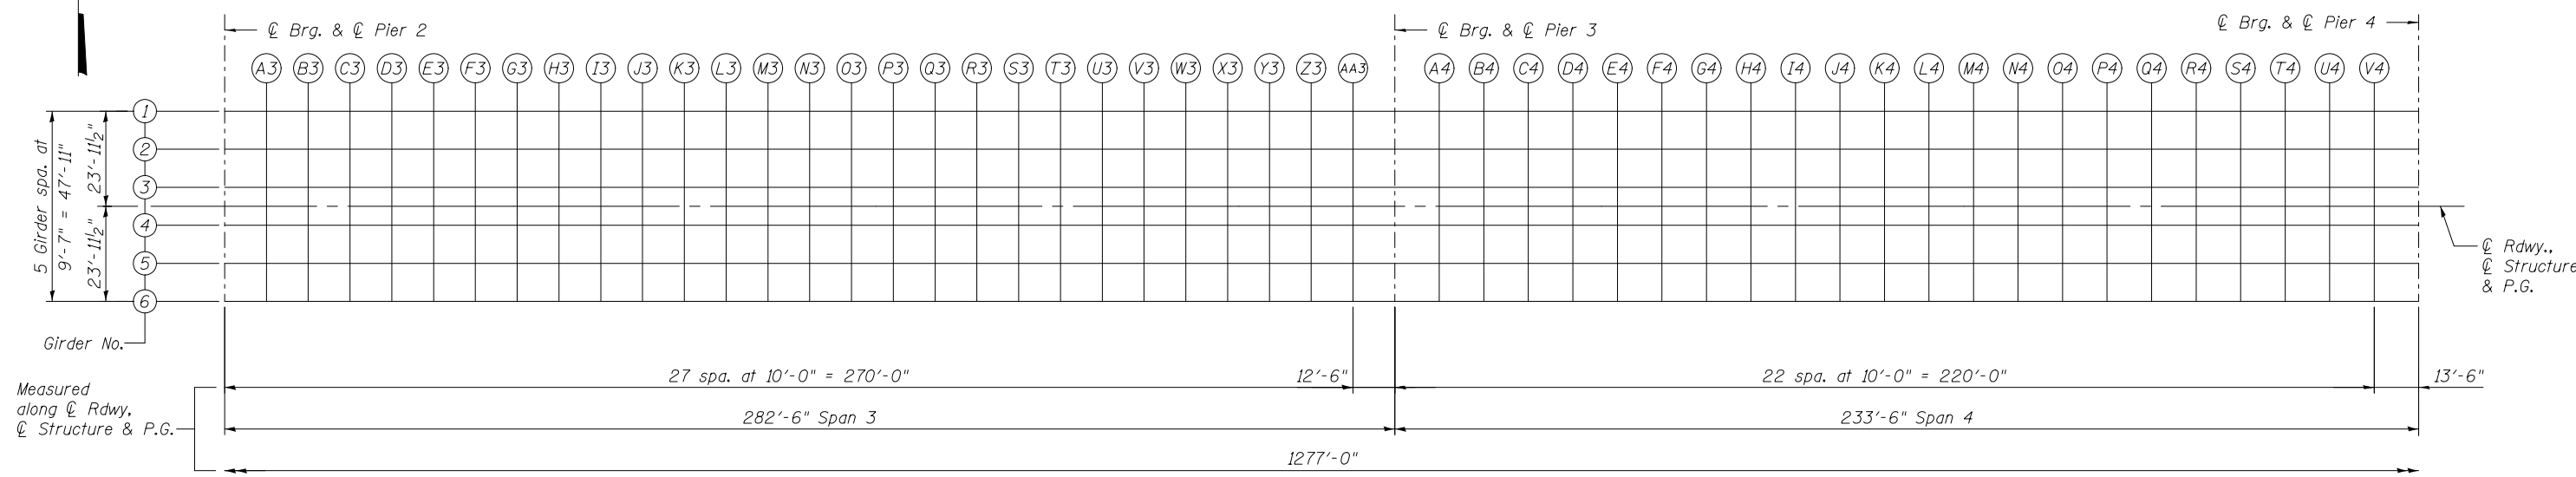 ℄ Brg. & ℄ Pier 2
℄ Brg. & ℄ Pier 3
℄ Brg. & ℄ Pier 4
A3 B3 C3 D3 E3 F3 G3 H3 I3 J3 K3 L3 M3 N3 O3 P3 Q3 R3 S3 T3 U3 V3 W3 X3 Y3 Z3 AA3
A4 B4 C4 D4 E4 F4 G4 H4 I4 J4 K4 L4 M4 N4 O4 P4 Q4 R4 S4 T4 U4 V4
5 Girder spa. at
9'-7" = 47'-11"
23'-11½"
23'-11½"
1
2
3
4
5
6
Girder No.
℄ Rdwy.,
℄ Structure
& P.G.
27 spa. at 10'-0" = 270'-0"
12'-6"
22 spa. at 10'-0" = 220'-0"
13'-6"
Measured
along ℄ Rdwy,
℄ Structure & P.G.
282'-6" Span 3
233'-6" Span 4
1277'-0"